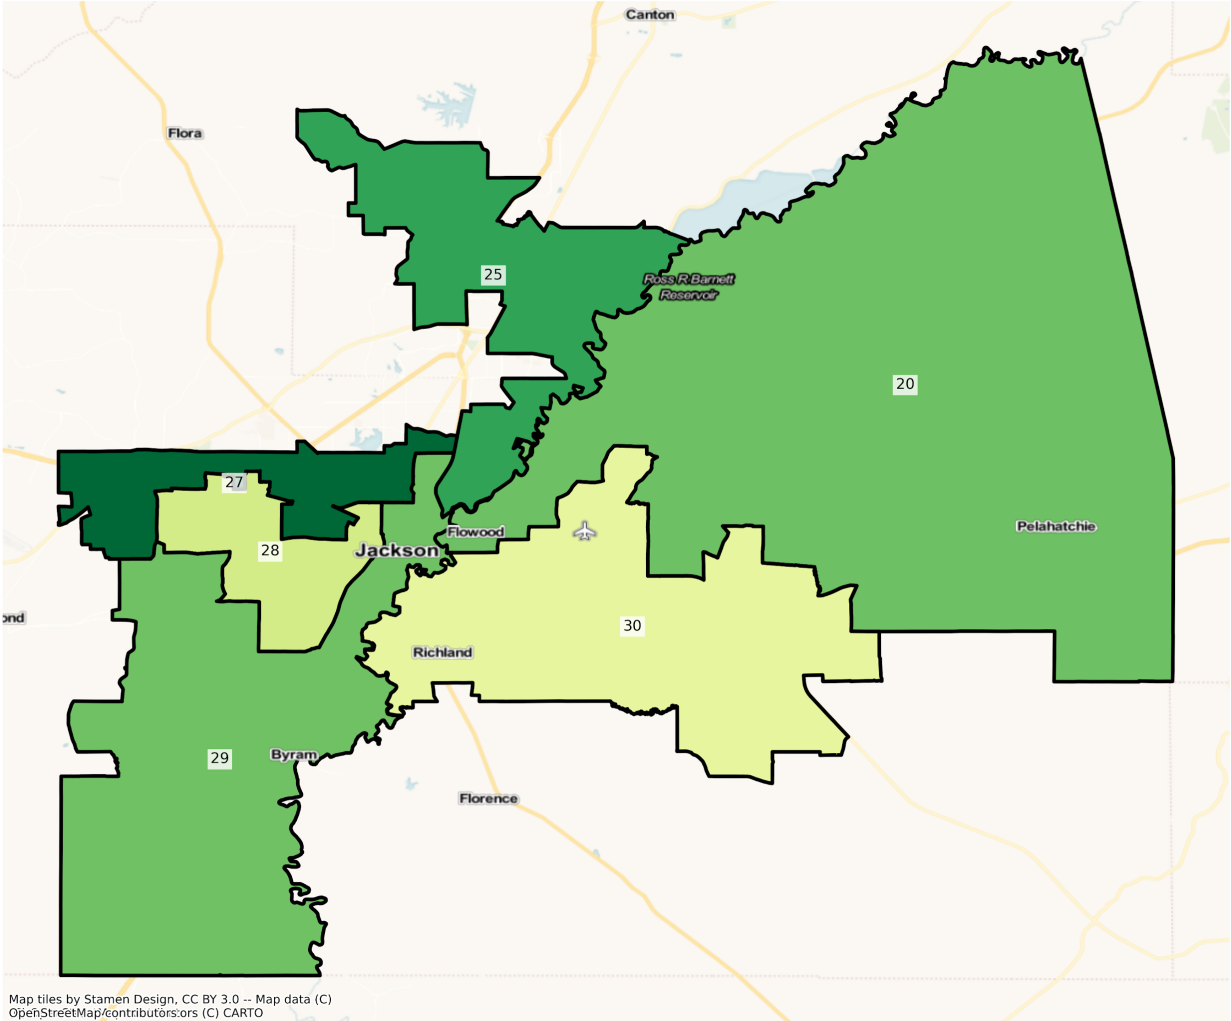 Canton
Flora
25
Ross R Barnett
Reservoir
20
27
Pelahatchie
Flowood
28
Jackson
ond
30
Richland
Byram
29
Florence
Map tiles by Stamen Design, CC BY 3.0 -- Map data (C)
OpenStreetMap contributors (C) CARTO